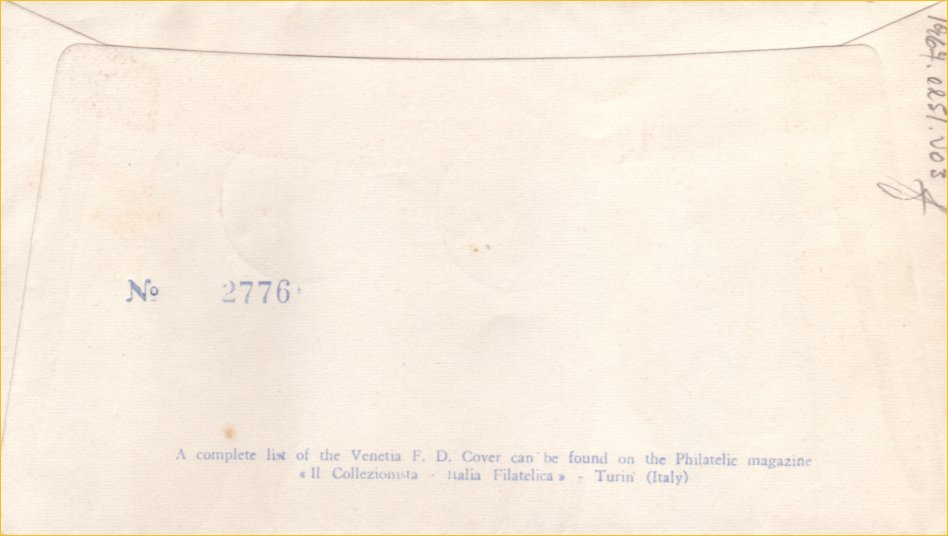 No 2776
A complete list of the Venetia F. D. Cover can be found on the Philatelic magazine
« Il Collezionista - Italia Filatelica » - Turin (Italy)
1964.